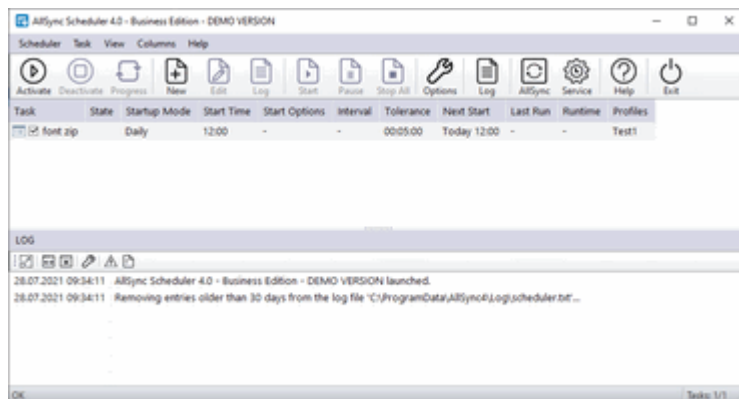 AllSync Scheduler 4.0 - Business Edition - DEMO VERSION
Scheduler Task View Columns Help
Activate Deactivate Progress New Edit Log Start Pause Stop All Options Log AllSync Service Help Exit
Task State Startup Mode Start Time Start Options Interval Tolerance Next Start Last Run Runtime Profiles
font zip Daily 12:00 - - 00:05:00 Today 12:00 - - Test1
LOG
28.07.2021 09:34:11 AllSync Scheduler 4.0 - Business Edition - DEMO VERSION launched.
28.07.2021 09:34:11 Removing entries older than 30 days from the log file 'C:\ProgramData\AllSync4\Log\scheduler.txt'...
OK Tasks: 1/1